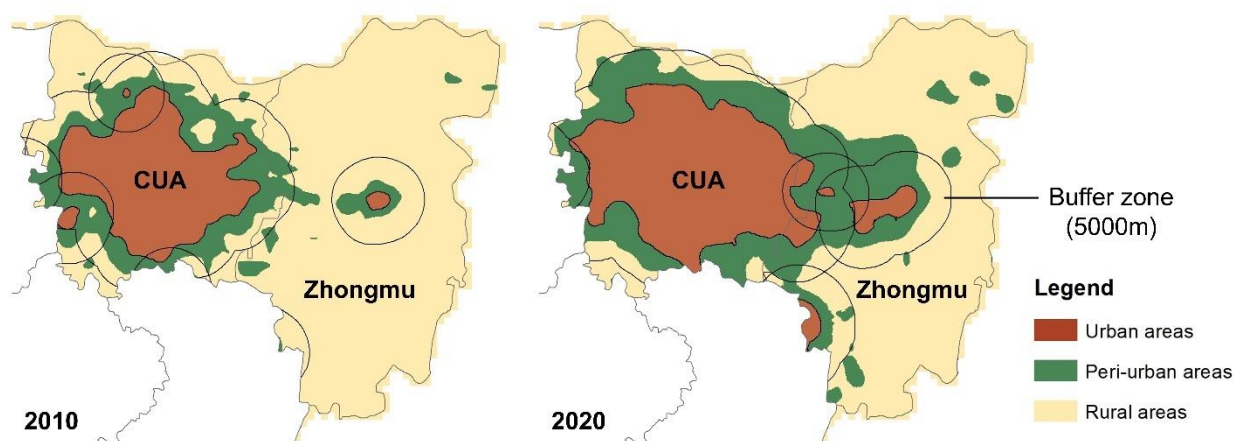 CUA
Zhongmu
2010
CUA
Zhongmu
2020
Buffer zone
(5000m)
Legend
Urban areas
Peri-urban areas
Rural areas